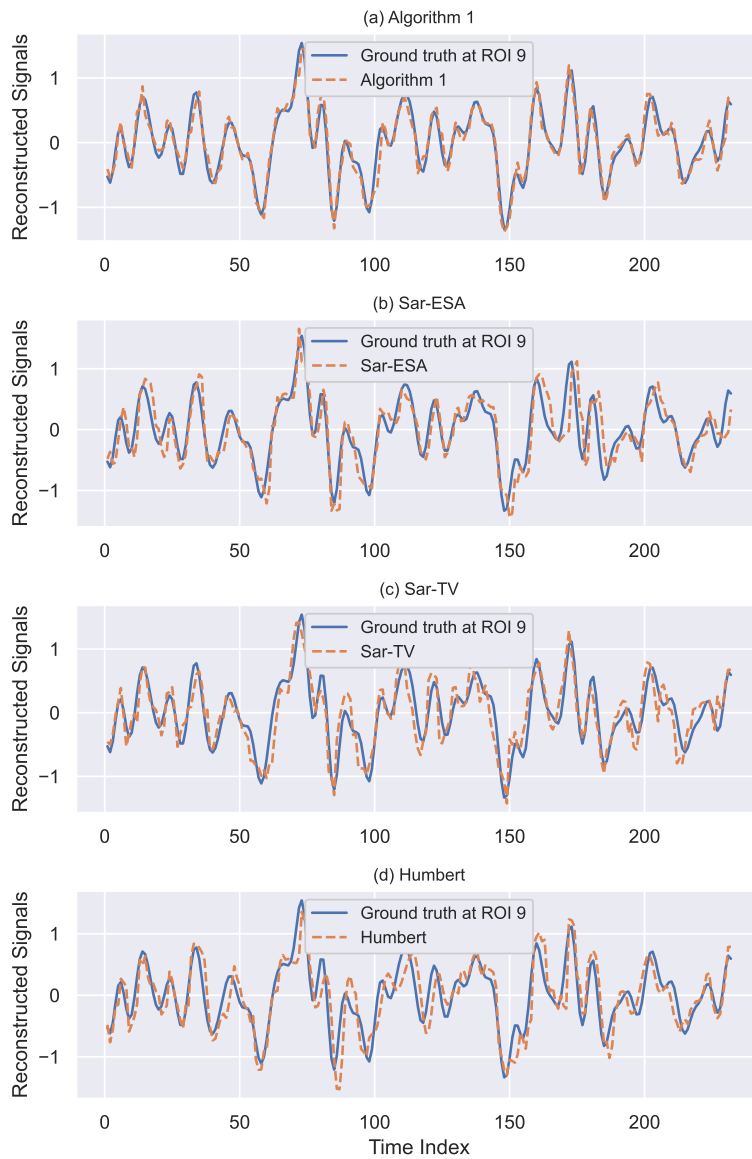 (a) Algorithm 1
Reconstructed Signals
Ground truth at ROI 9
Algorithm 1
1
0
−1
0 50 100 150 200
(b) Sar-ESA
Reconstructed Signals
Ground truth at ROI 9
Sar-ESA
1
0
−1
0 50 100 150 200
(c) Sar-TV
Reconstructed Signals
Ground truth at ROI 9
Sar-TV
1
0
−1
0 50 100 150 200
(d) Humbert
Reconstructed Signals
Ground truth at ROI 9
Humbert
1
0
−1
0 50 100 150 200
Time Index